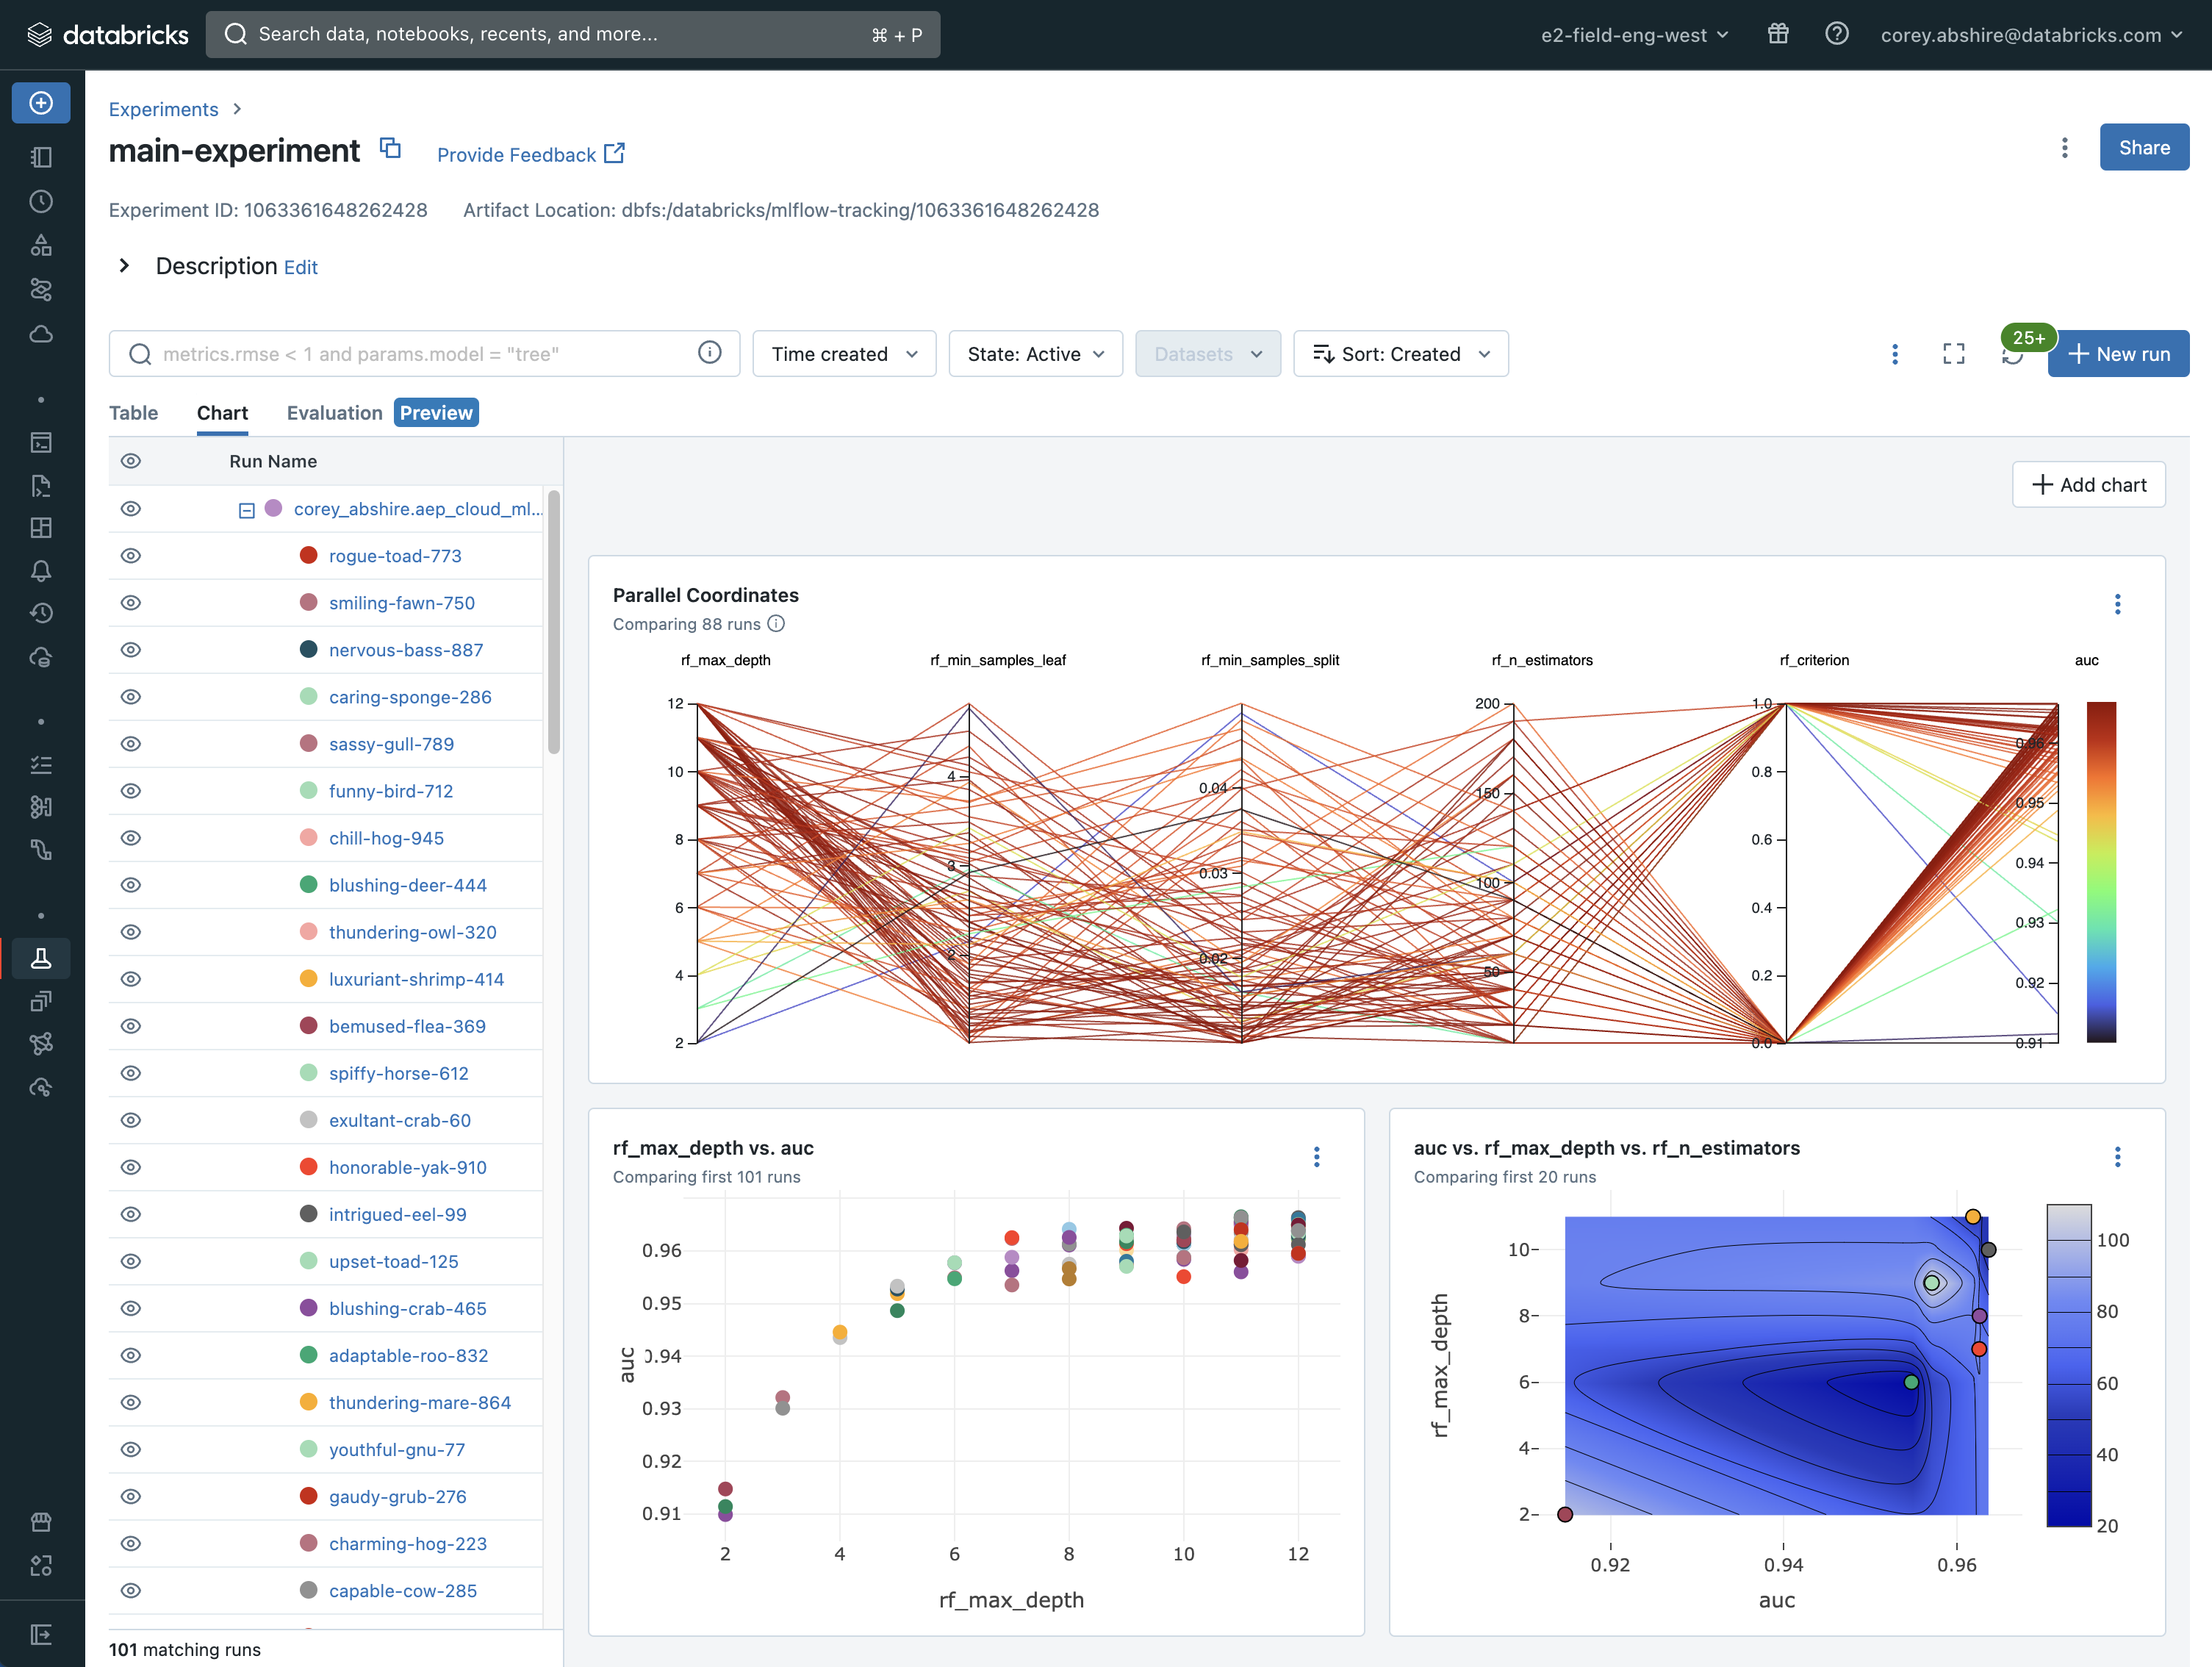 databricks
Search data, notebooks, recents, and more...
⌘ + P
e2-field-eng-west
corey.abshire@databricks.com
Experiments
main-experiment
Provide Feedback
Share
Experiment ID: 1063361648262428
Artifact Location: dbfs:/databricks/mlflow-tracking/1063361648262428
Description Edit
metrics.rmse < 1 and params.model = "tree"
Time created
State: Active
Datasets
Sort: Created
25+
New run
Table
Chart
Evaluation
Preview
Run Name
corey_abshire.aep_cloud_ml...
rogue-toad-773
smiling-fawn-750
nervous-bass-887
caring-sponge-286
sassy-gull-789
funny-bird-712
chill-hog-945
blushing-deer-444
thundering-owl-320
luxuriant-shrimp-414
bemused-flea-369
spiffy-horse-612
exultant-crab-60
honorable-yak-910
intrigued-eel-99
upset-toad-125
blushing-crab-465
adaptable-roo-832
thundering-mare-864
youthful-gnu-77
gaudy-grub-276
charming-hog-223
capable-cow-285
101 matching runs
Add chart
Parallel Coordinates
Comparing 88 runs
rf_max_depth
rf_min_samples_leaf
rf_min_samples_split
rf_n_estimators
rf_criterion
auc
12
10
8
6
4
2
4
3
2
0.04
0.03
0.02
200
150
100
50
1.0
0.8
0.6
0.4
0.2
0.0
0.96
0.95
0.94
0.93
0.92
0.91
rf_max_depth vs. auc
Comparing first 101 runs
auc
0.96
0.95
0.94
0.93
0.92
0.91
2
4
6
8
10
12
rf_max_depth
auc vs. rf_max_depth vs. rf_n_estimators
Comparing first 20 runs
rf_max_depth
10
8
6
4
2
0.92
0.94
0.96
auc
100
80
60
40
20